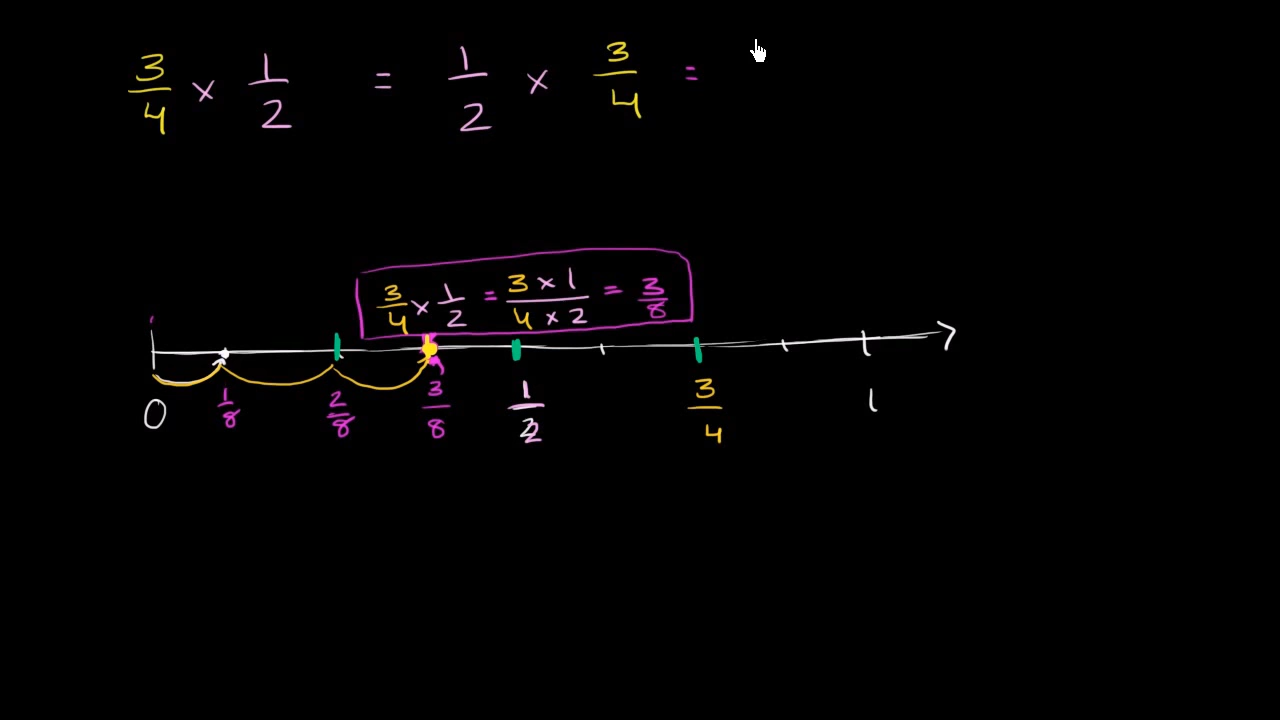 3/4 × 1/2 = 1/2 × 3/4 =
3/4 × 1/2 = 3 × 1/4 × 2 = 3/8
0 1/8 2/8 3/8 1/2 3/4 1